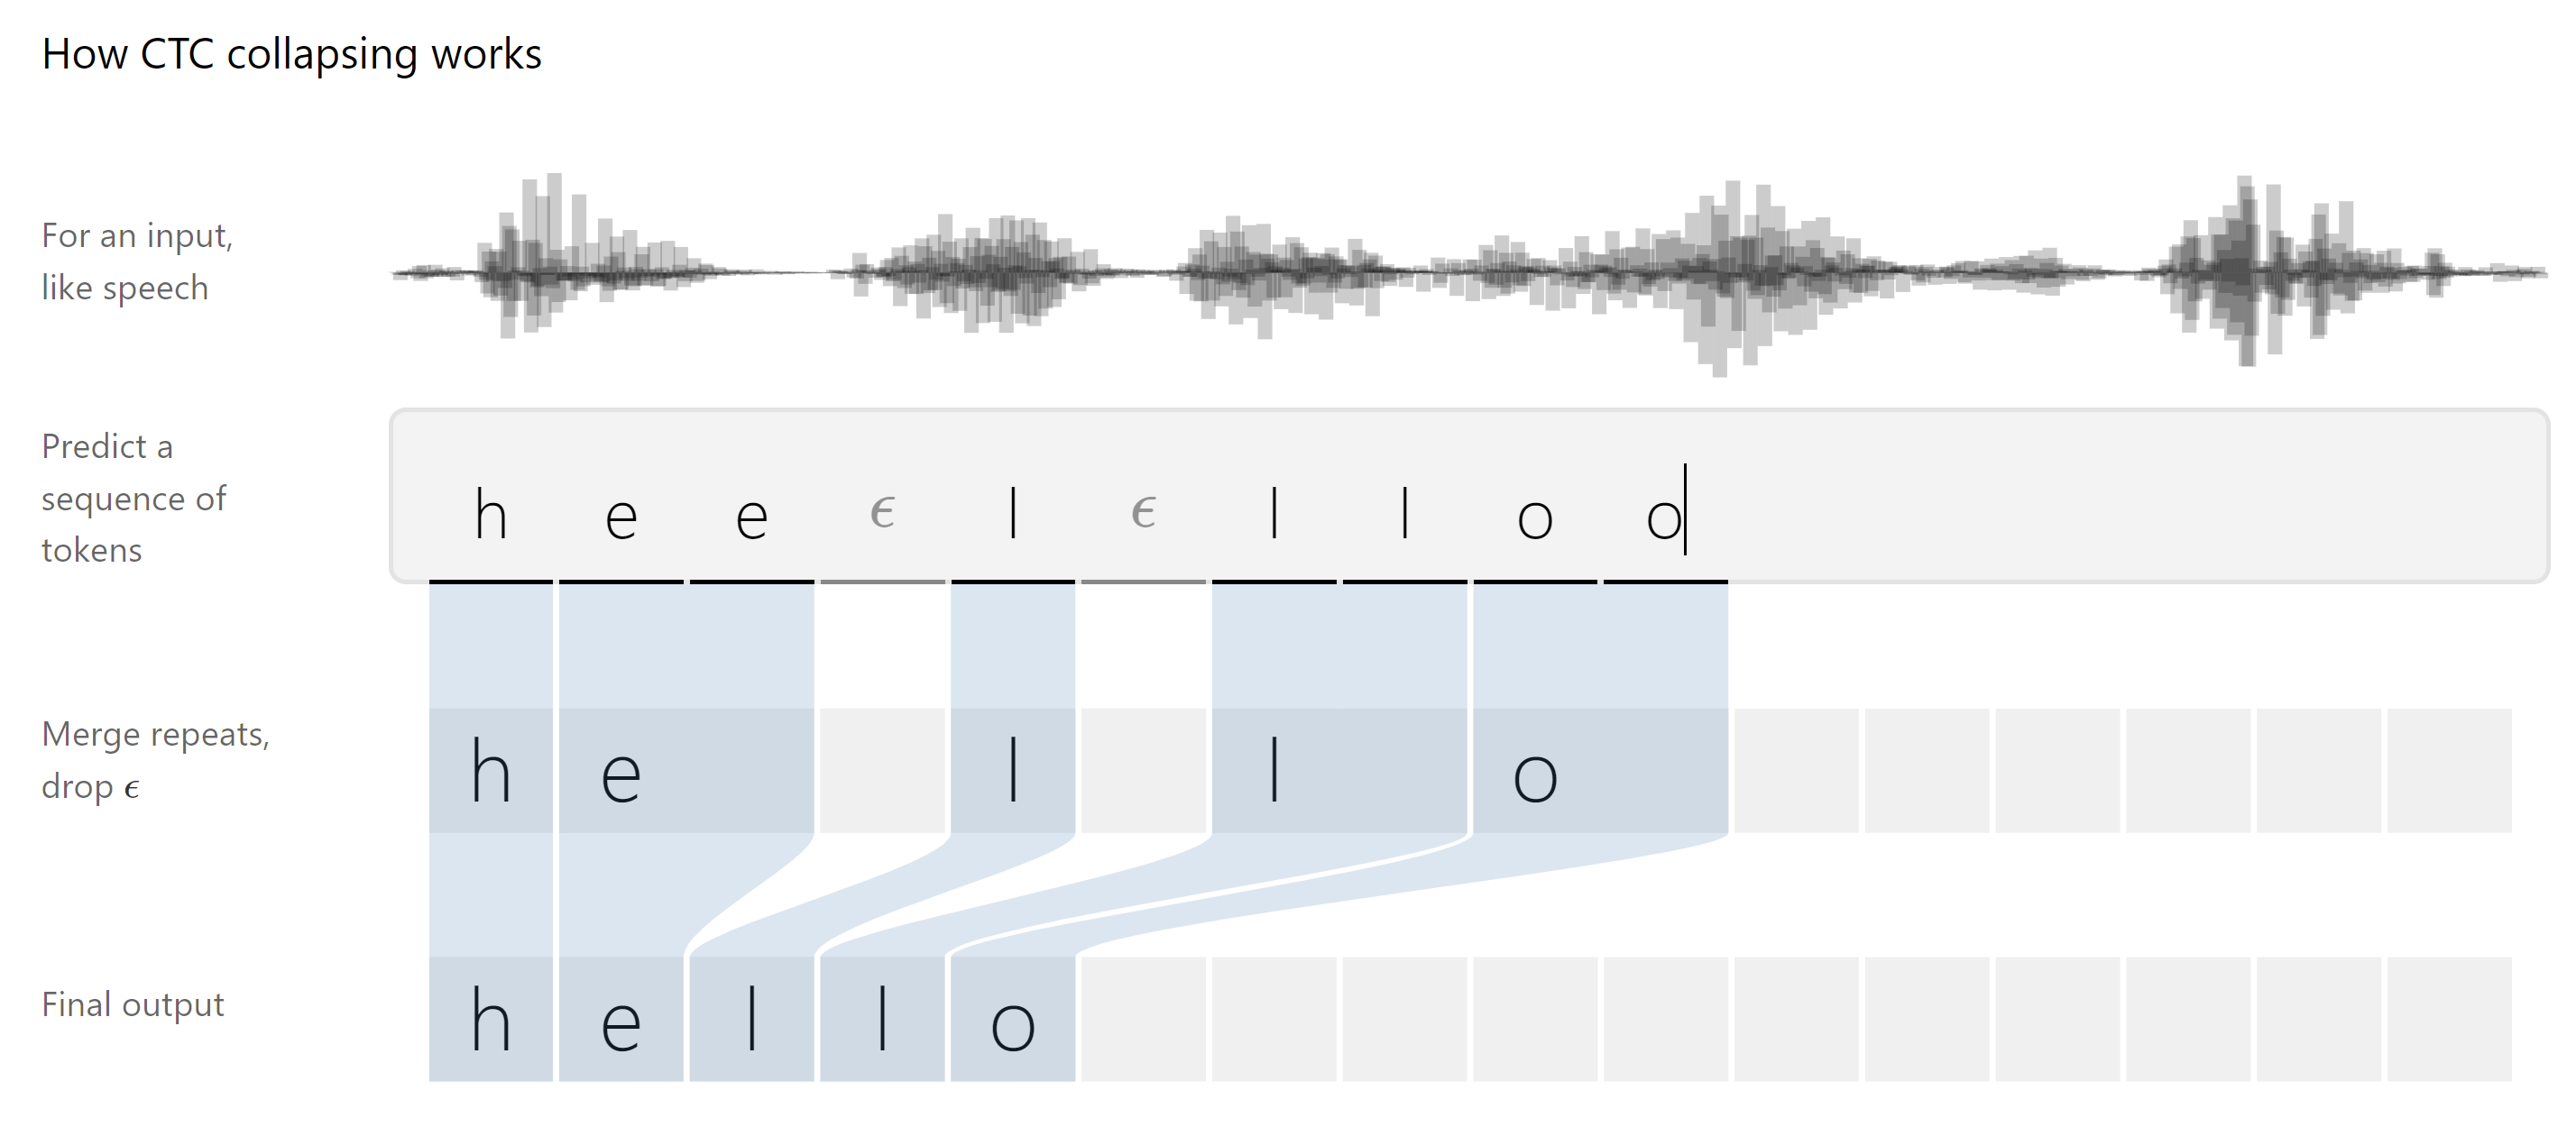 How CTC collapsing works
For an input,
like speech
Predict a
sequence of
tokens
h e e ϵ l ϵ l l o o
Merge repeats,
drop ϵ
h e l l o
Final output
h e l l o